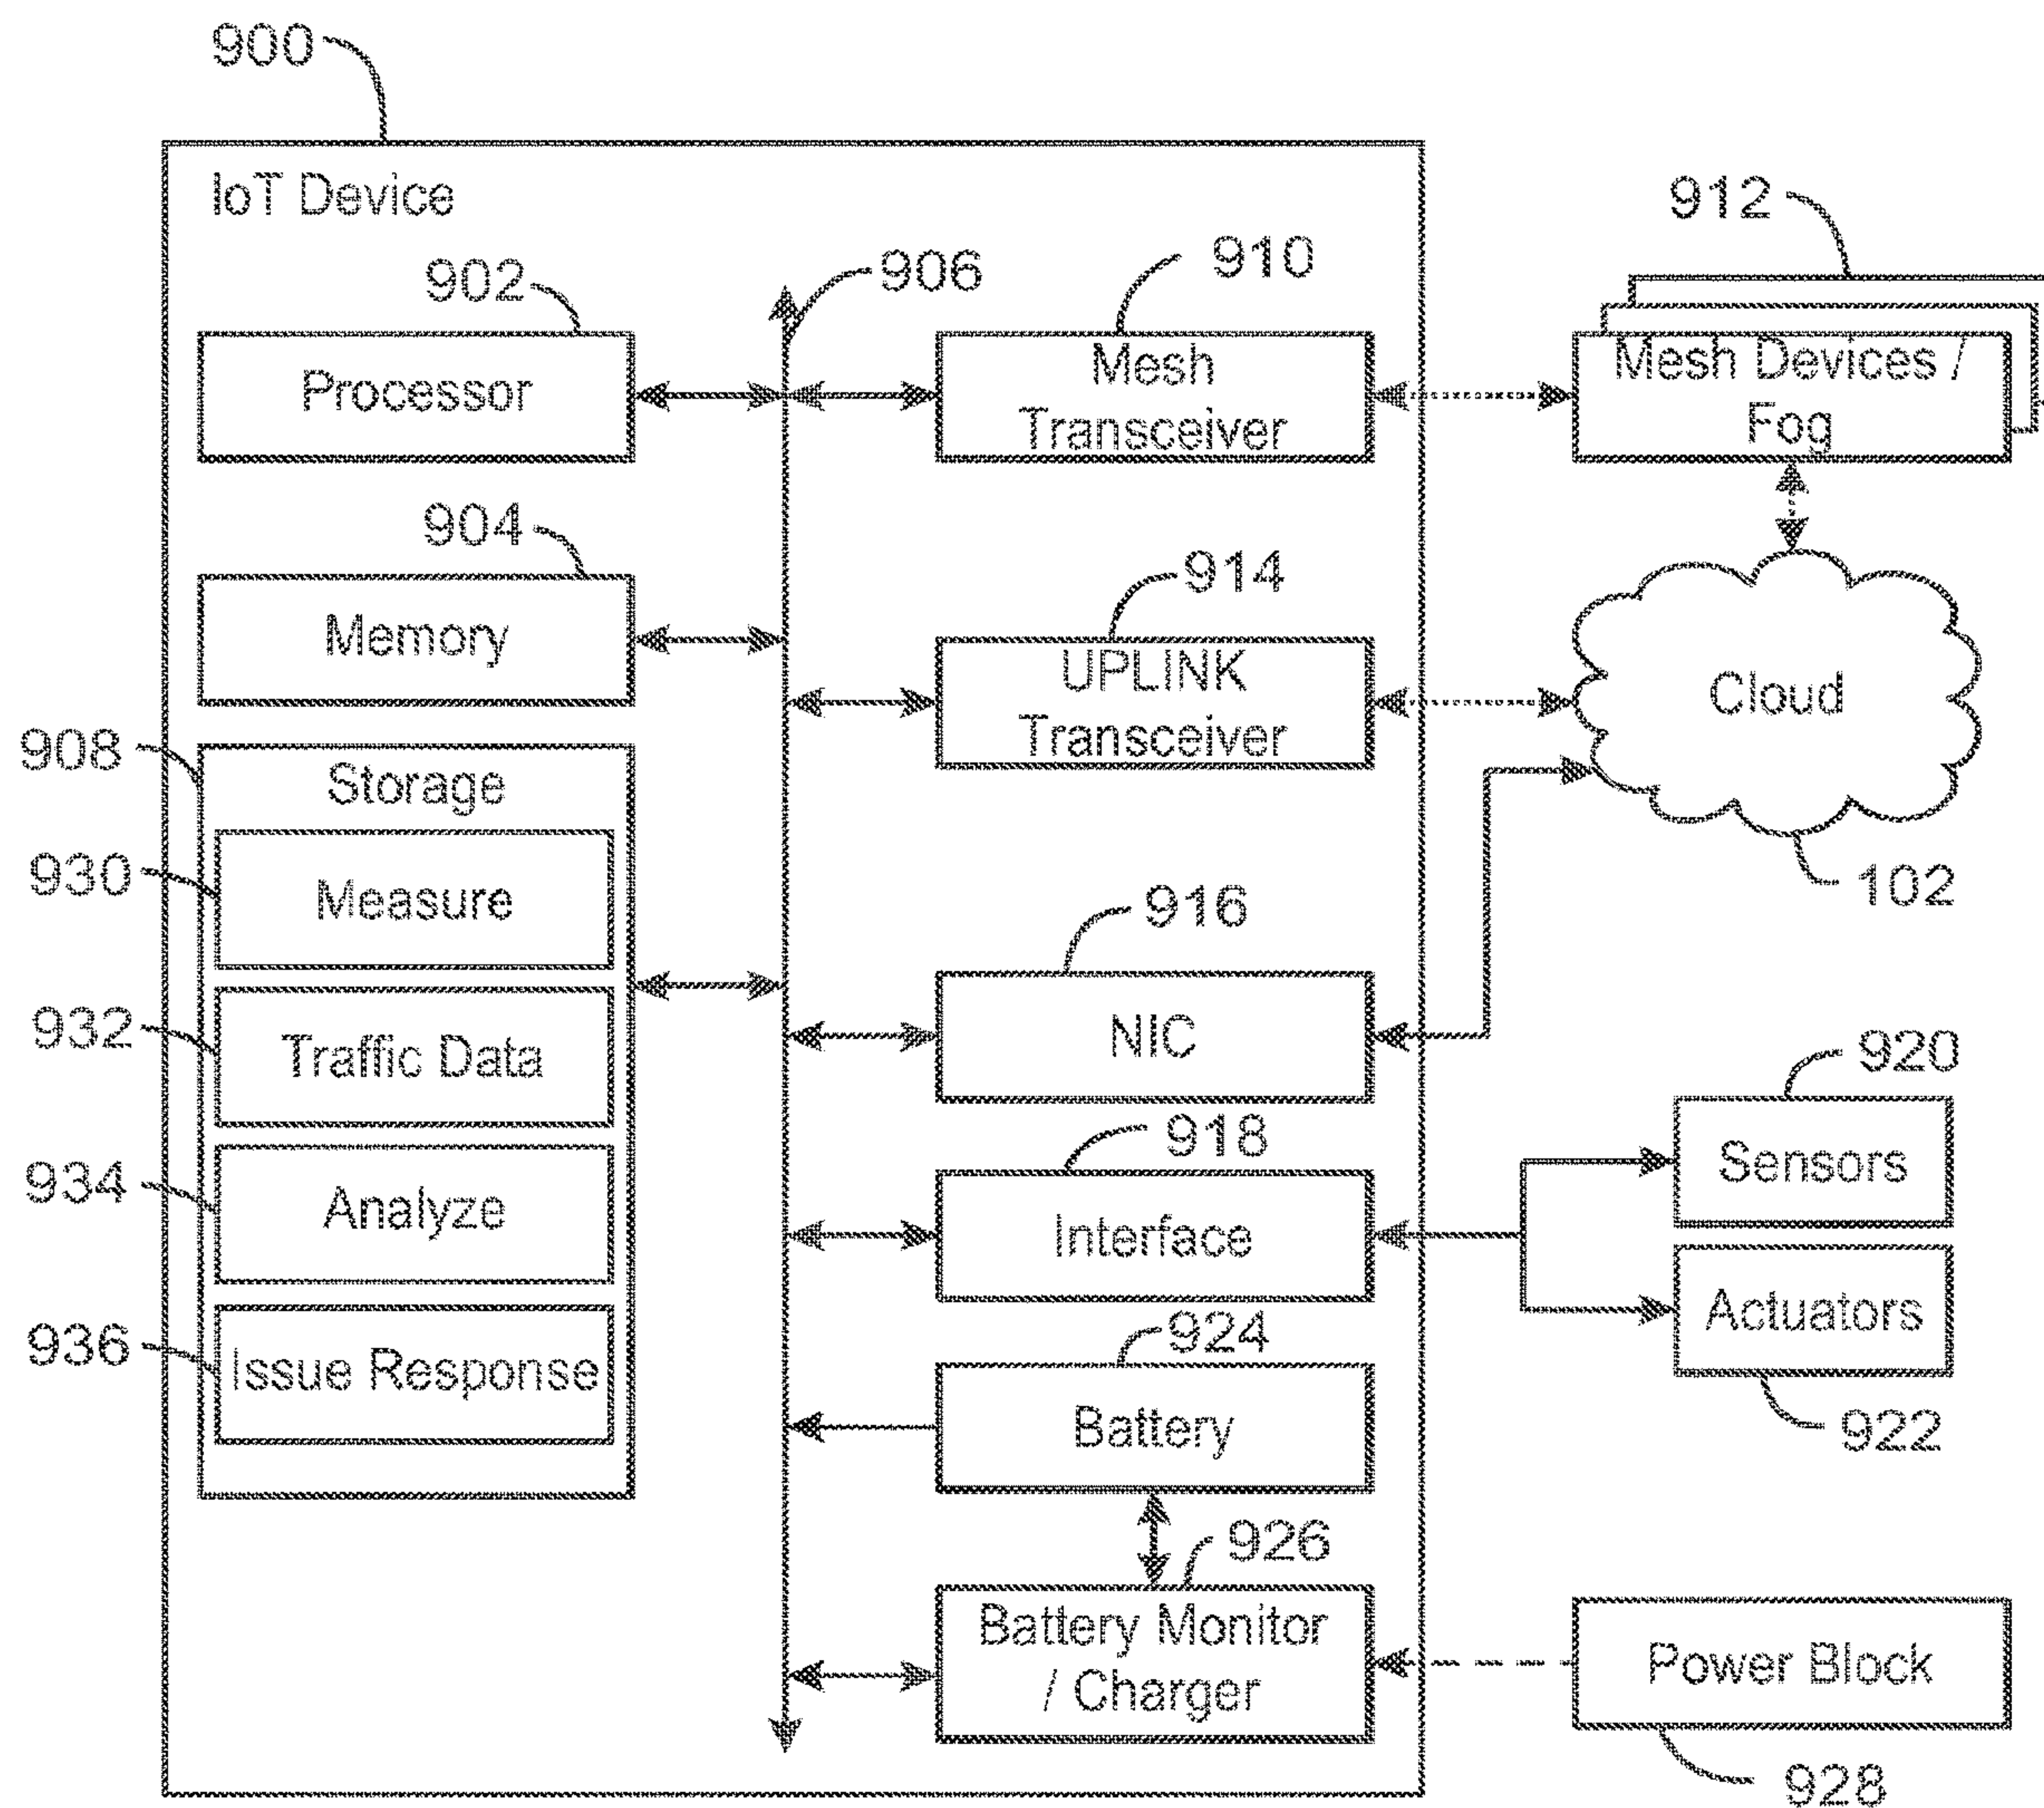 900
IoT Device
912
902
906
910
Processor
Mesh
Transceiver
Mesh Devices /
Fog
904
914
Memory
UPLINK
Transceiver
Cloud
908
Storage
930
Measure
916
102
932
Traffic Data
NIC
920
918
Sensors
934
Analyze
Interface
Actuators
924
936
Issue Response
Battery
922
926
Battery Monitor
/ Charger
Power Block
928